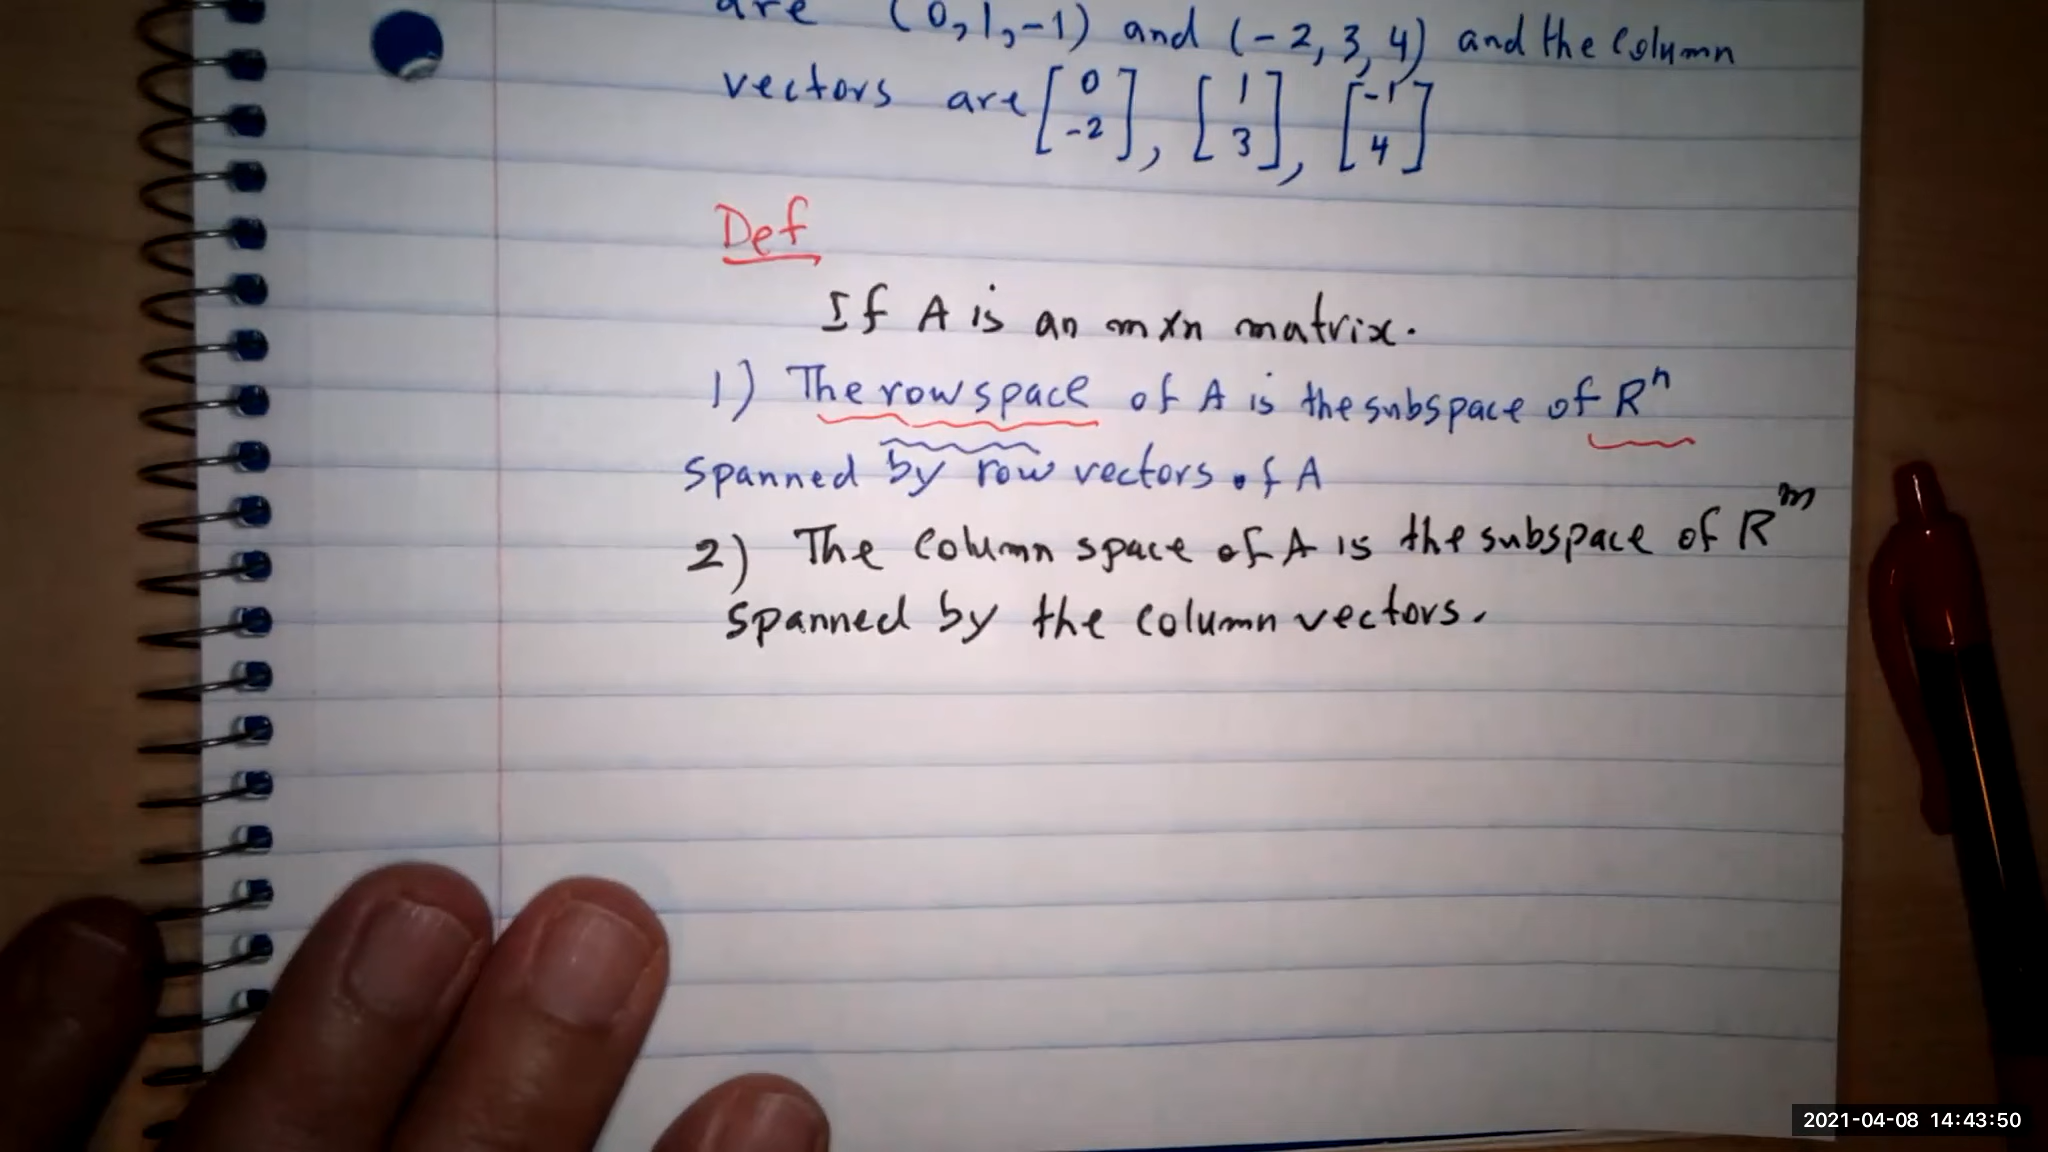 are (0,1,-1) and (-2,3,4) and the column
vectors are [0 -2], [1 3], [-1 4]
Def
If A is an m×n matrix.
1) The row space of A is the subspace of Rⁿ
spanned by row vectors of A
2) The column space of A is the subspace of Rᵐ
spanned by the column vectors.
2021-04-08 14:43:50